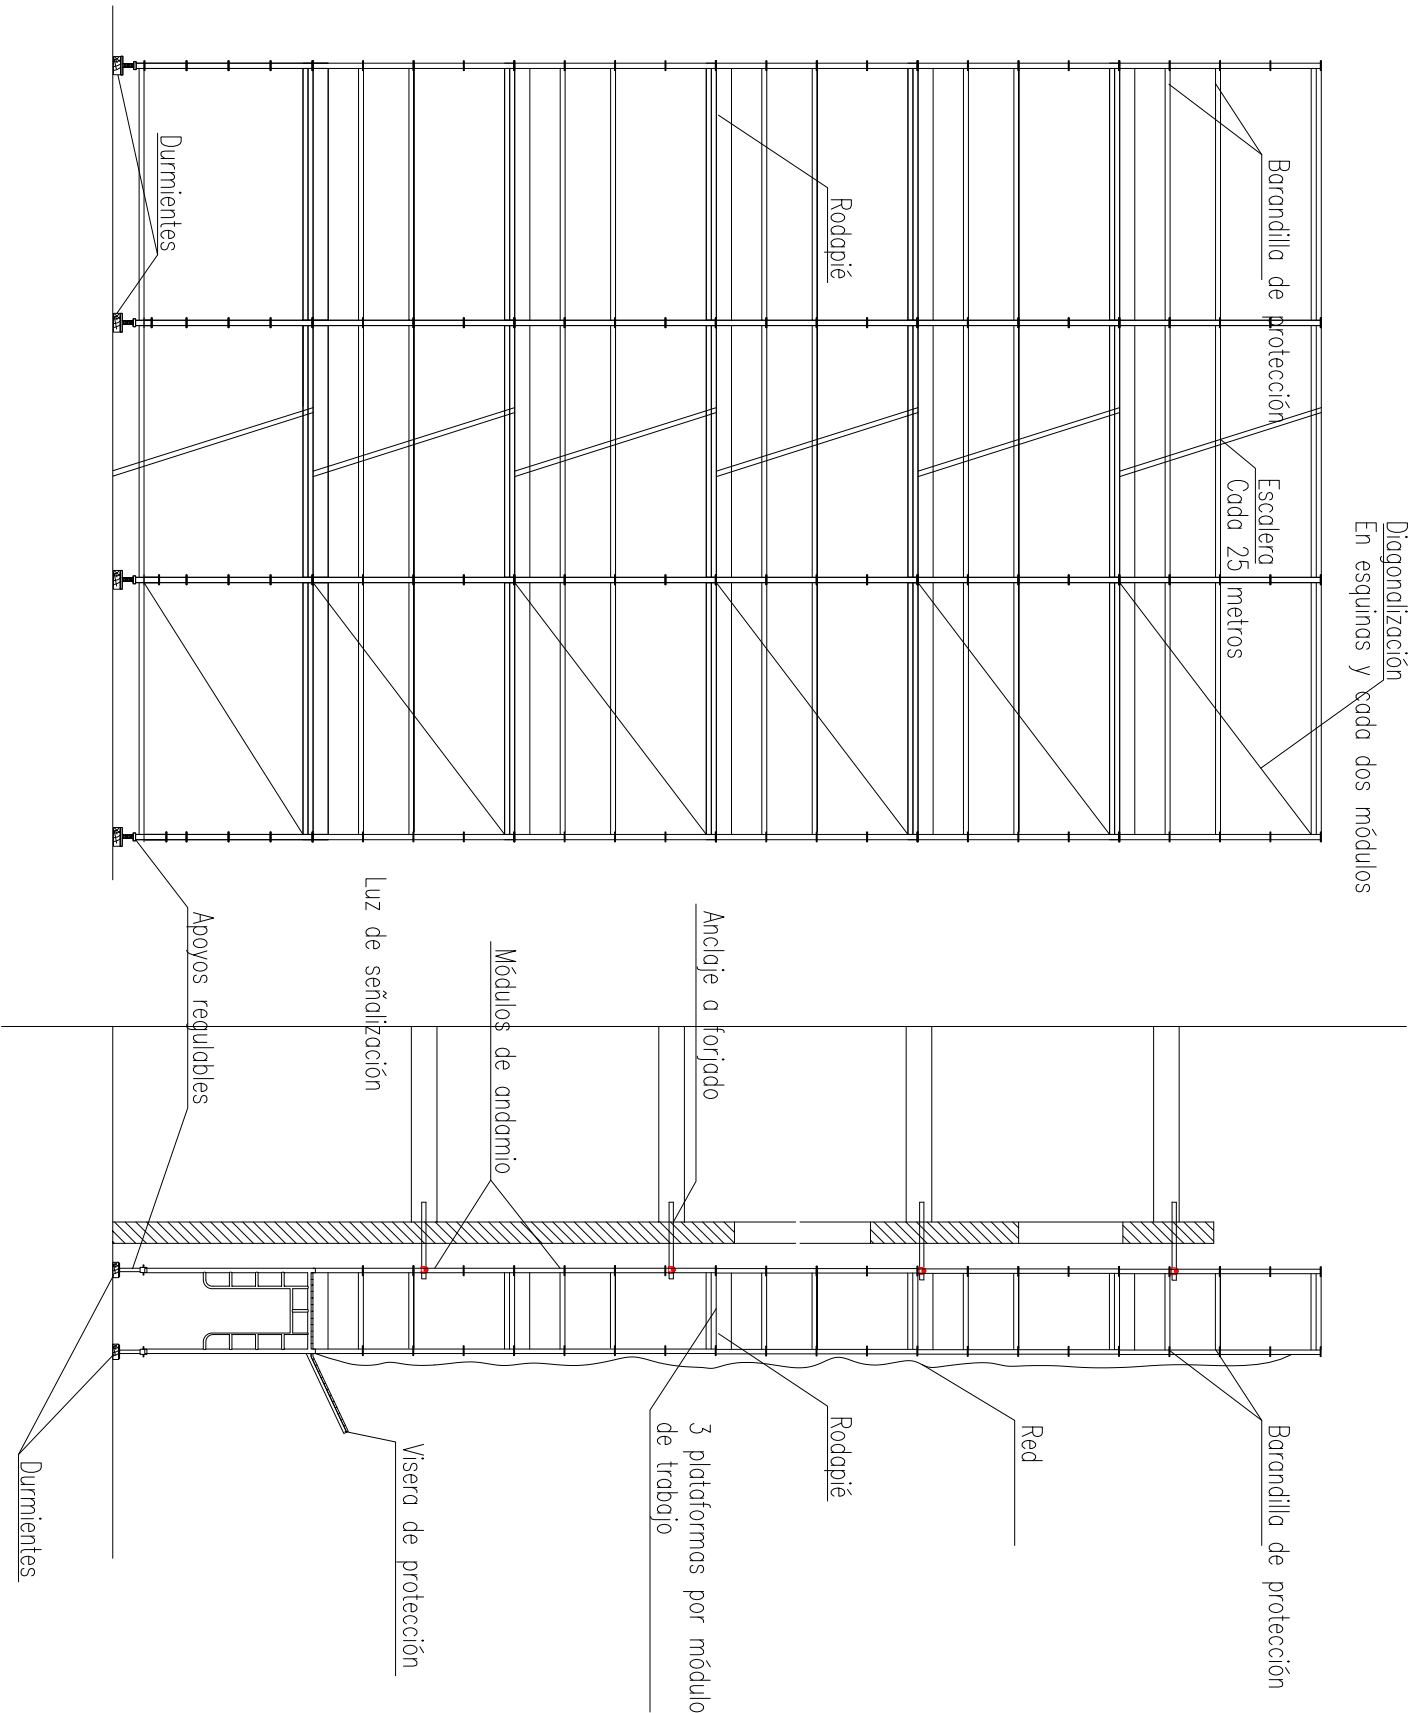 Diagonalización
En esquinas y cada dos módulos
Barandilla de protección
Escalera
Cada 25 metros
Rodapié
Durmientes
Barandilla de protección
Red
Rodapié
Anclaje a forjado
3 plataformas por módulo
de trabajo
Módulos de andamio
Visera de protección
Luz de señalización
Apoyos regulables
Durmientes